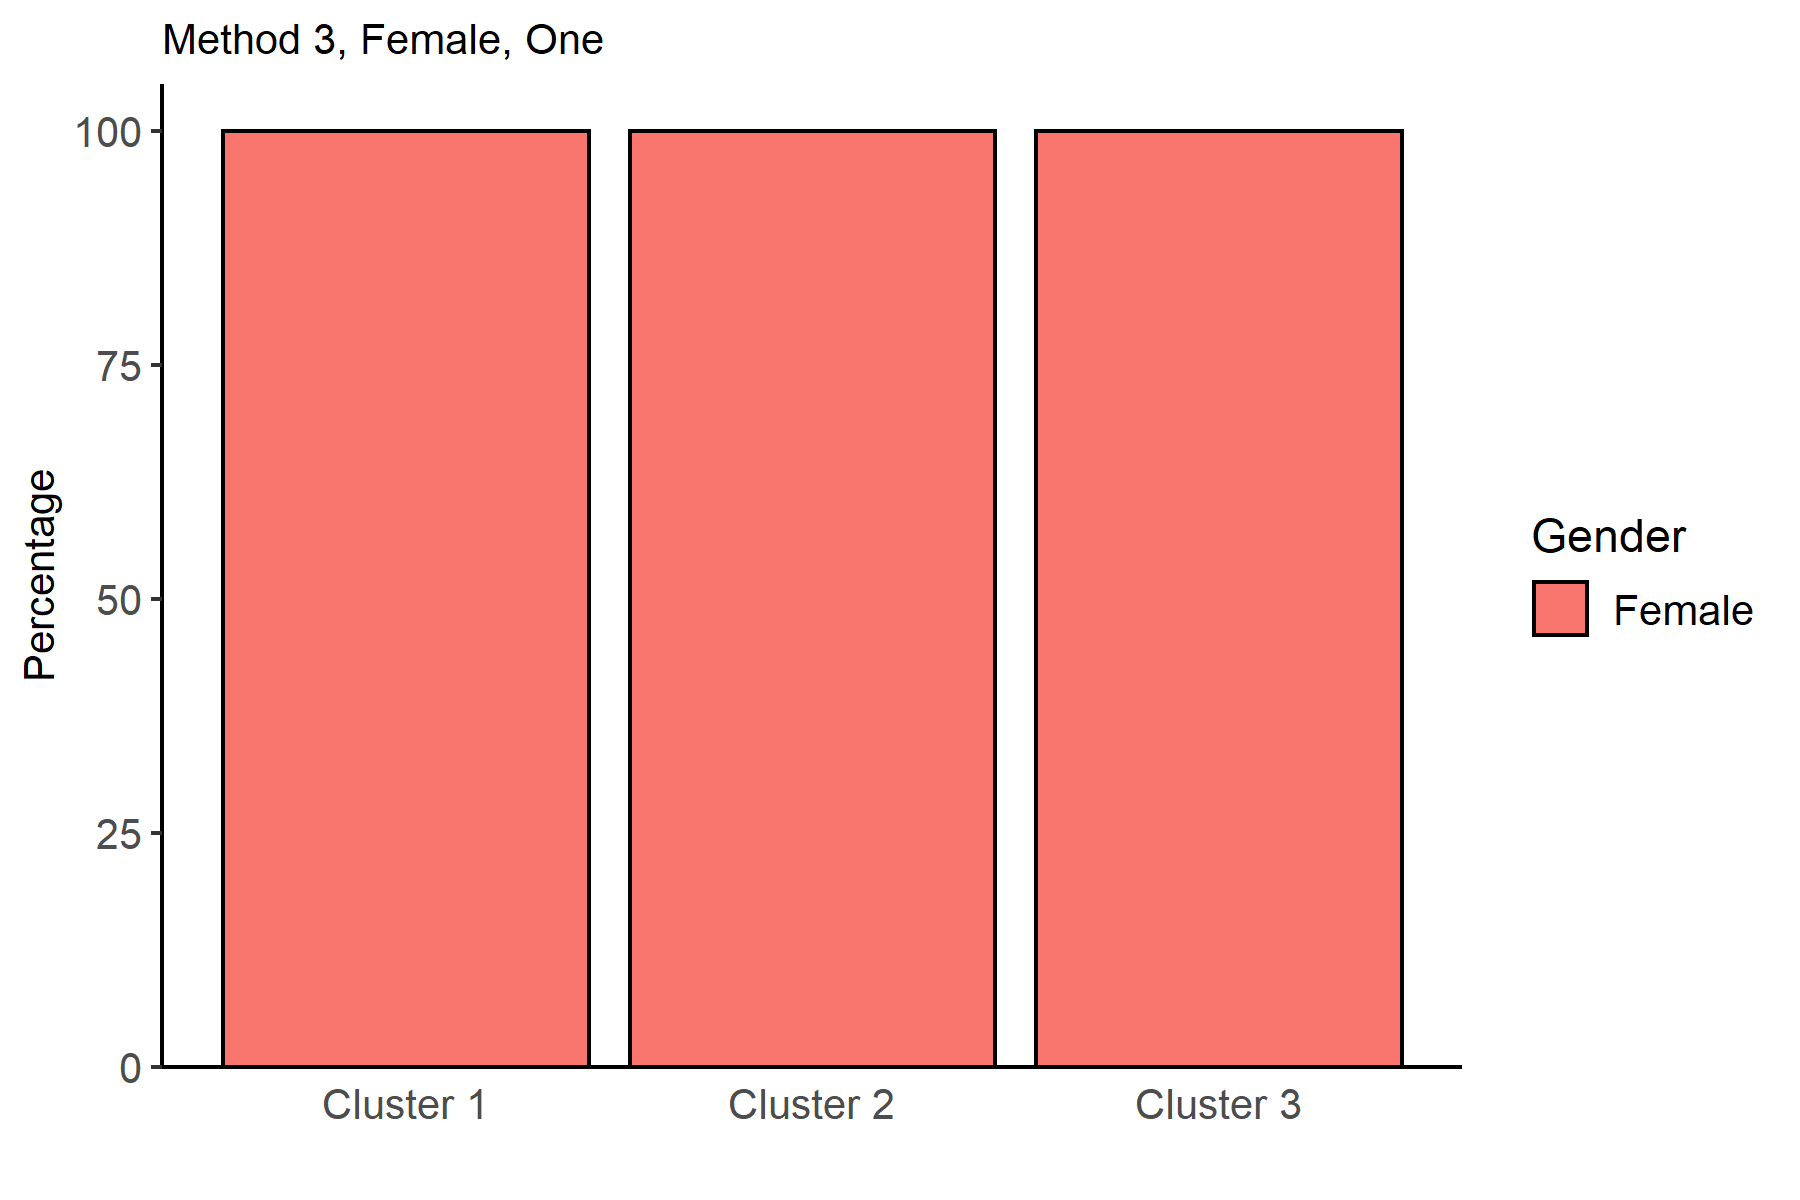 Method 3, Female, One
100
75
50
25
0
Percentage
Cluster 1
Cluster 2
Cluster 3
Gender
Female